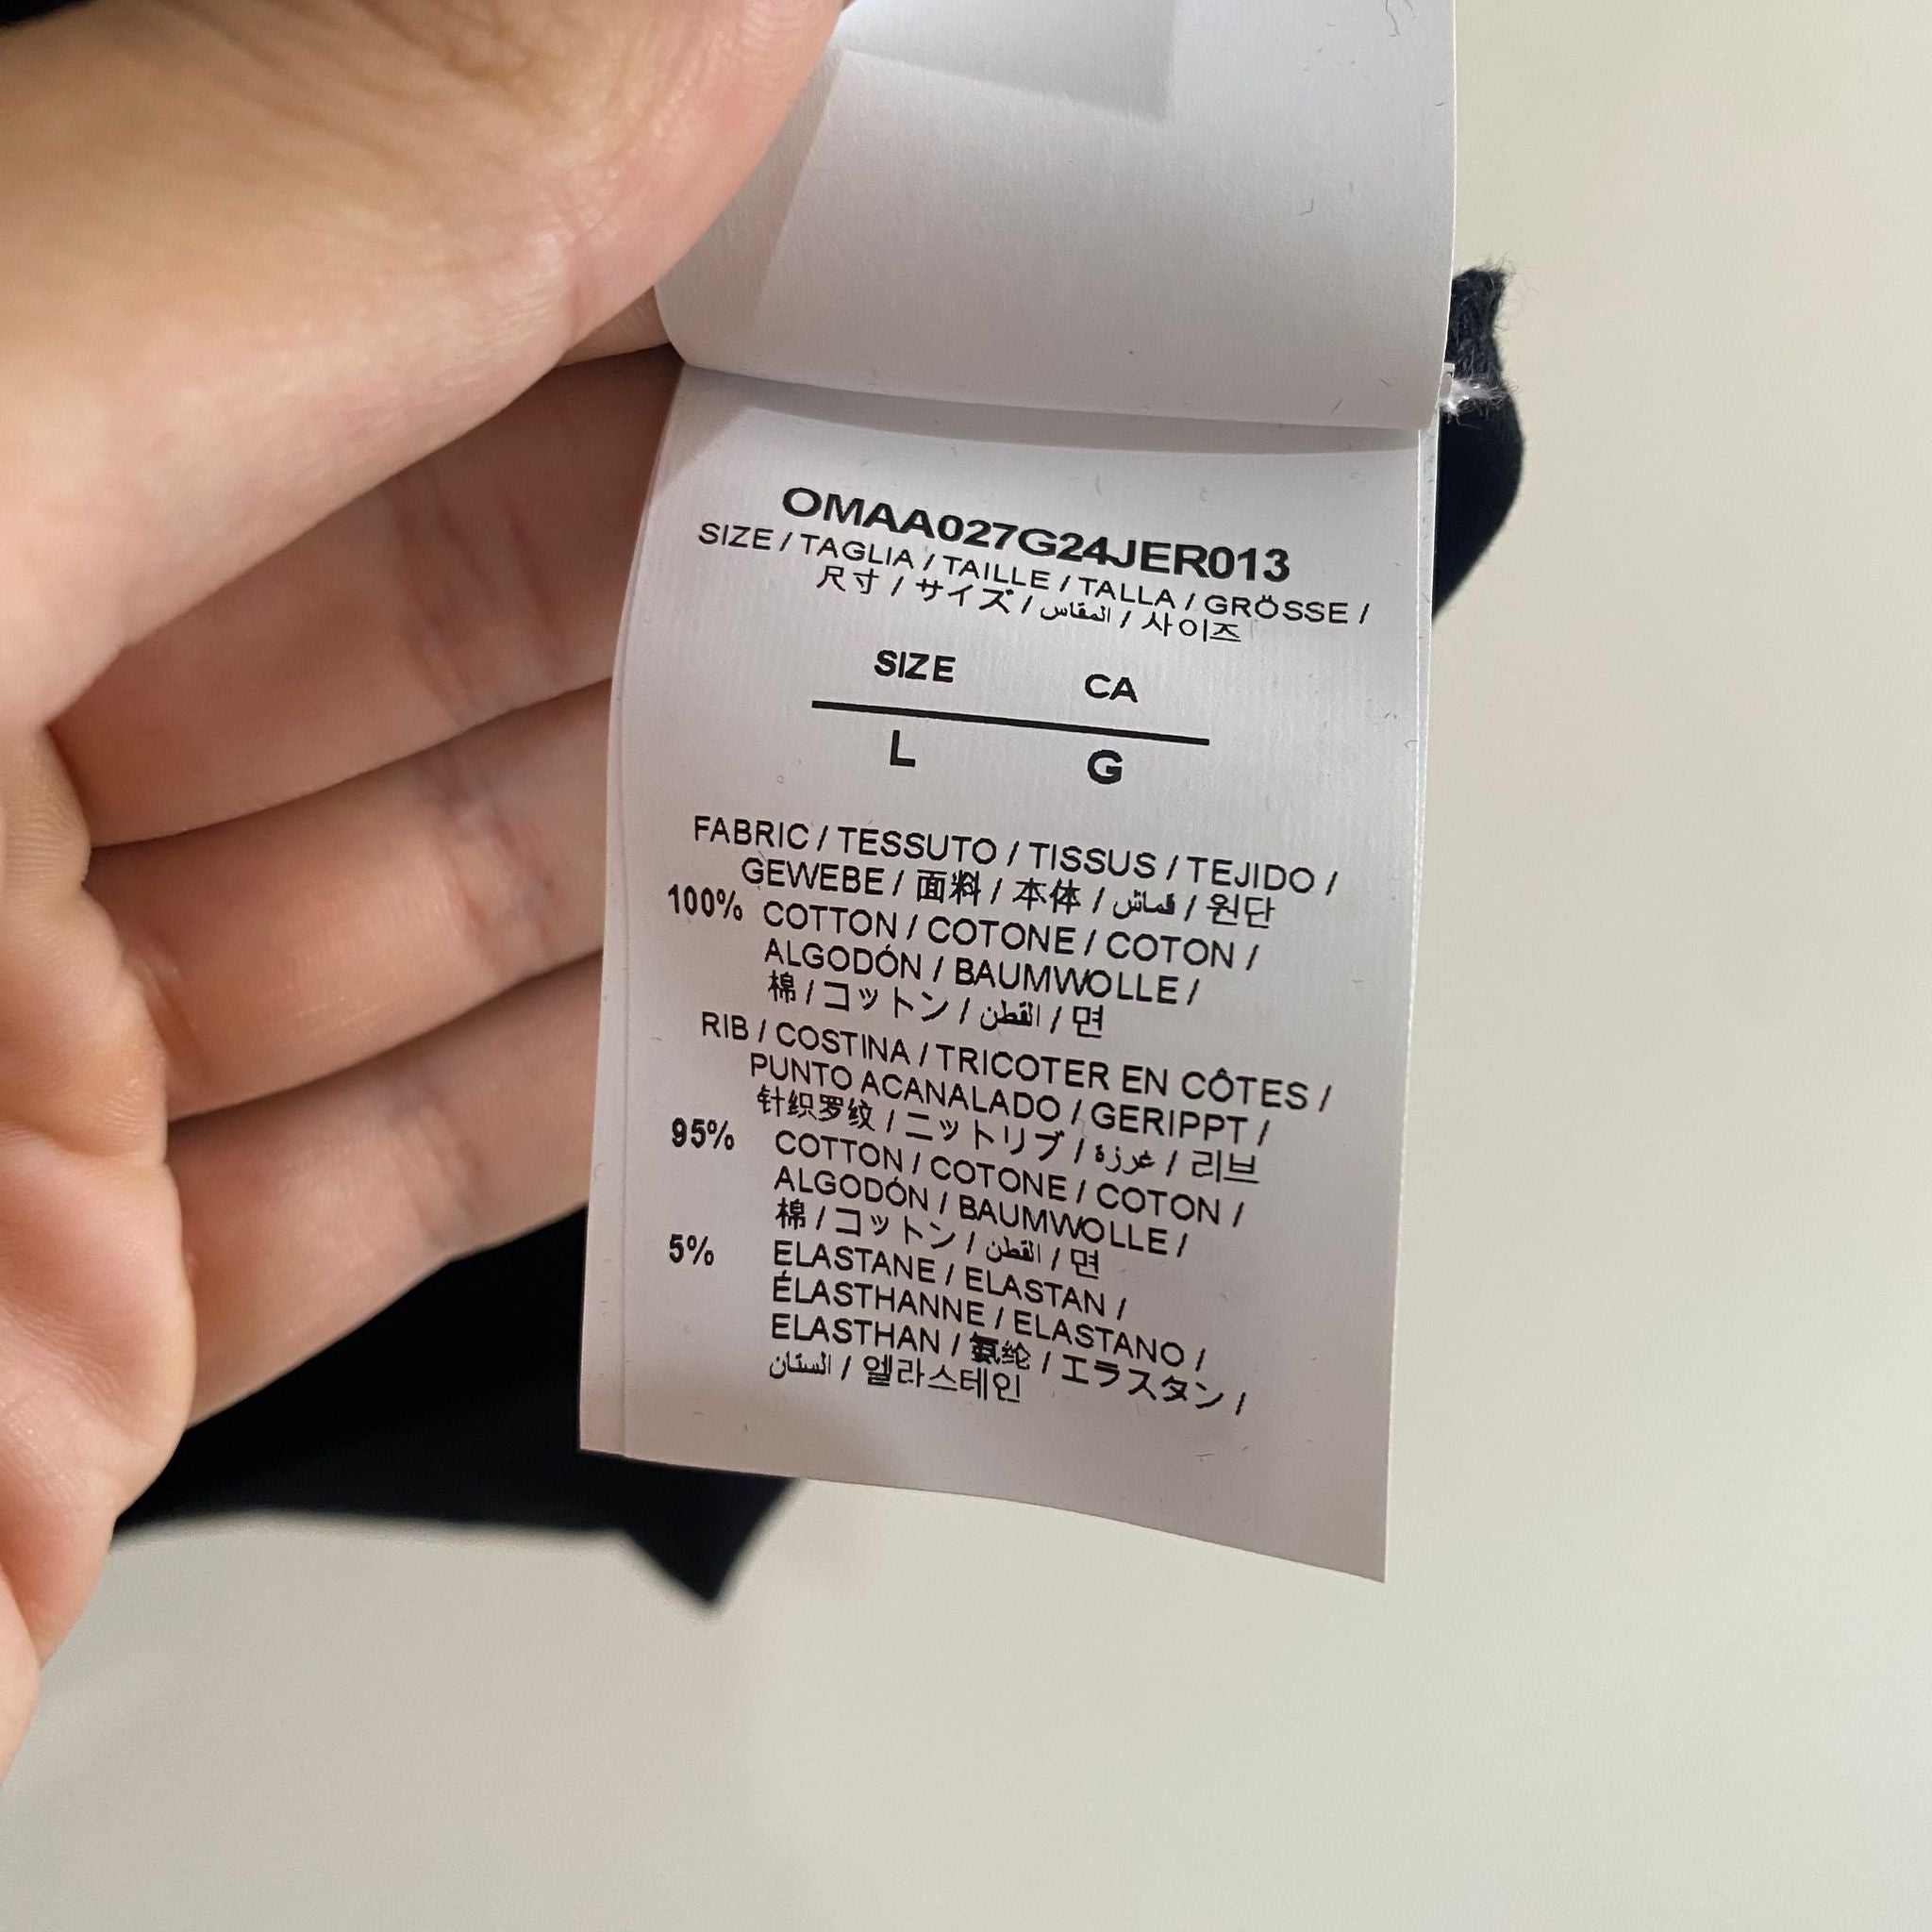 OMAA027G24JER013
SIZE / TAGLIA / TAILLE / TALLA / GRÖSSE /
尺寸 / サイズ / المقاس / 사이즈
SIZE CA
L G
FABRIC / TESSUTO / TISSUS / TEJIDO /
GEWEBE / 面料 / 本体 / قماش / 원단
100% COTTON / COTONE / COTON /
ALGODÓN / BAUMWOLLE /
棉 / コットン / القطن / 면
RIB / COSTINA / TRICOTER EN CÔTES /
PUNTO ACANALADO / GERIPPT /
针织罗纹 / ニットリブ / غرزة / 리브
95% COTTON / COTONE / COTON /
ALGODÓN / BAUMWOLLE /
棉 / コットン / القطن / 면
5% ELASTANE / ELASTAN /
ÉLASTHANNE / ELASTANO /
ELASTHAN / 氨纶 / エラスタン /
الستان / 엘라스테인